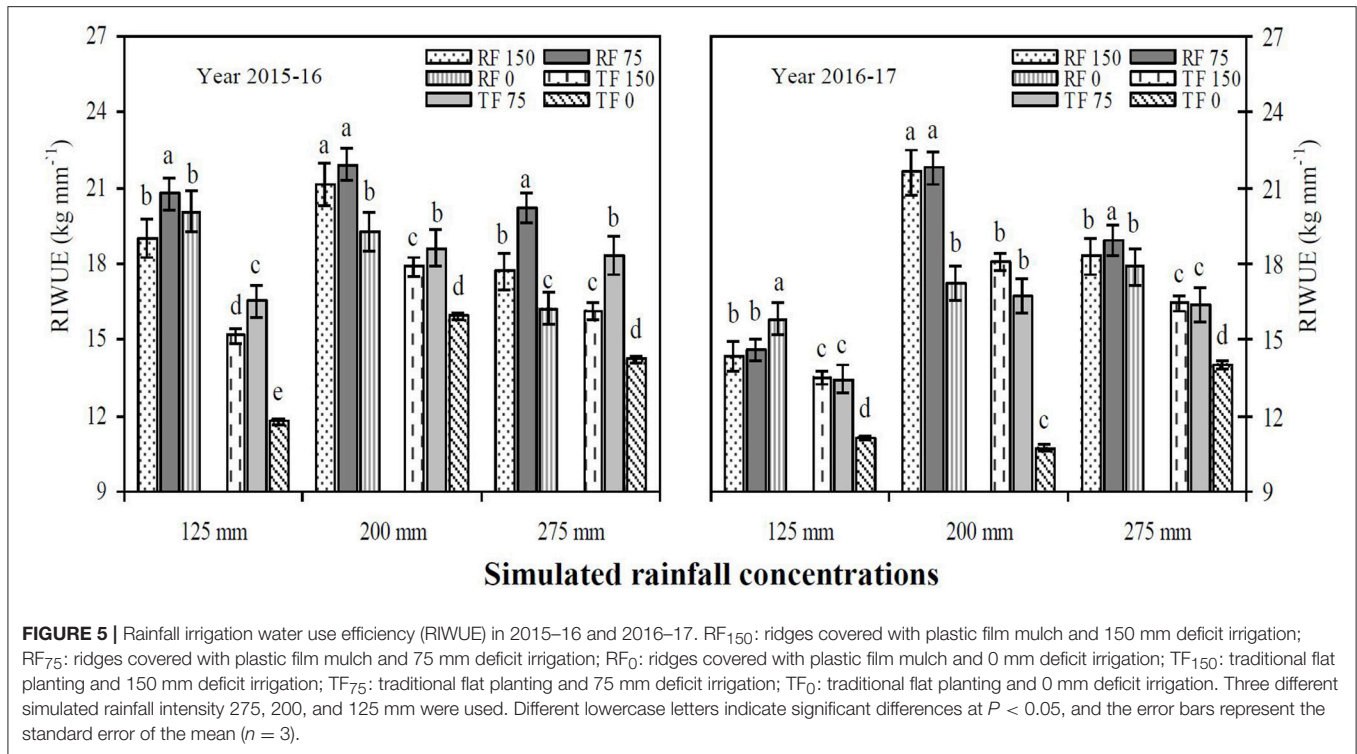 27
24
21
18
15
12
9
RIWUE (kg mm⁻¹)
Year 2015-16
RF 150 RF 75
RF 0 TF 150
TF 75 TF 0
b a b d c e
a a b c b d
b a c c b d
125 mm 200 mm 275 mm
Year 2016-17
RF 150 RF 75
RF 0 TF 150
TF 75 TF 0
b b a c c d
a a b b b c
b a b c c d
125 mm 200 mm 275 mm
27
24
21
18
15
12
9
RIWUE (kg mm⁻¹)
Simulated rainfall concentrations
FIGURE 5 | Rainfall irrigation water use efficiency (RIWUE) in 2015–16 and 2016–17. RF₁₅₀: ridges covered with plastic film mulch and 150 mm deficit irrigation;
RF₇₅: ridges covered with plastic film mulch and 75 mm deficit irrigation; RF₀: ridges covered with plastic film mulch and 0 mm deficit irrigation; TF₁₅₀: traditional flat
planting and 150 mm deficit irrigation; TF₇₅: traditional flat planting and 75 mm deficit irrigation; TF₀: traditional flat planting and 0 mm deficit irrigation. Three different
simulated rainfall intensity 275, 200, and 125 mm were used. Different lowercase letters indicate significant differences at P < 0.05, and the error bars represent the
standard error of the mean (n = 3).